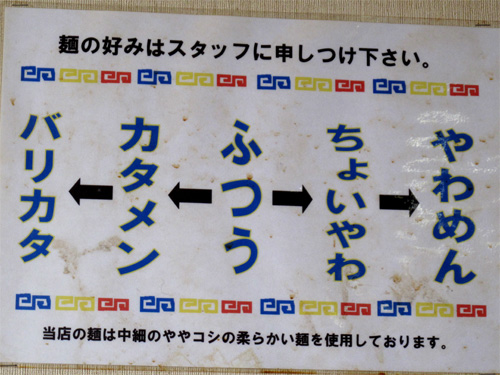 麺の好みはスタッフに申しつけ下さい。
バリカタ
カタメン
ふつう
ちょいやわ
やわめん
当店の麺は中細のややコシの柔らかい麺を使用しております。